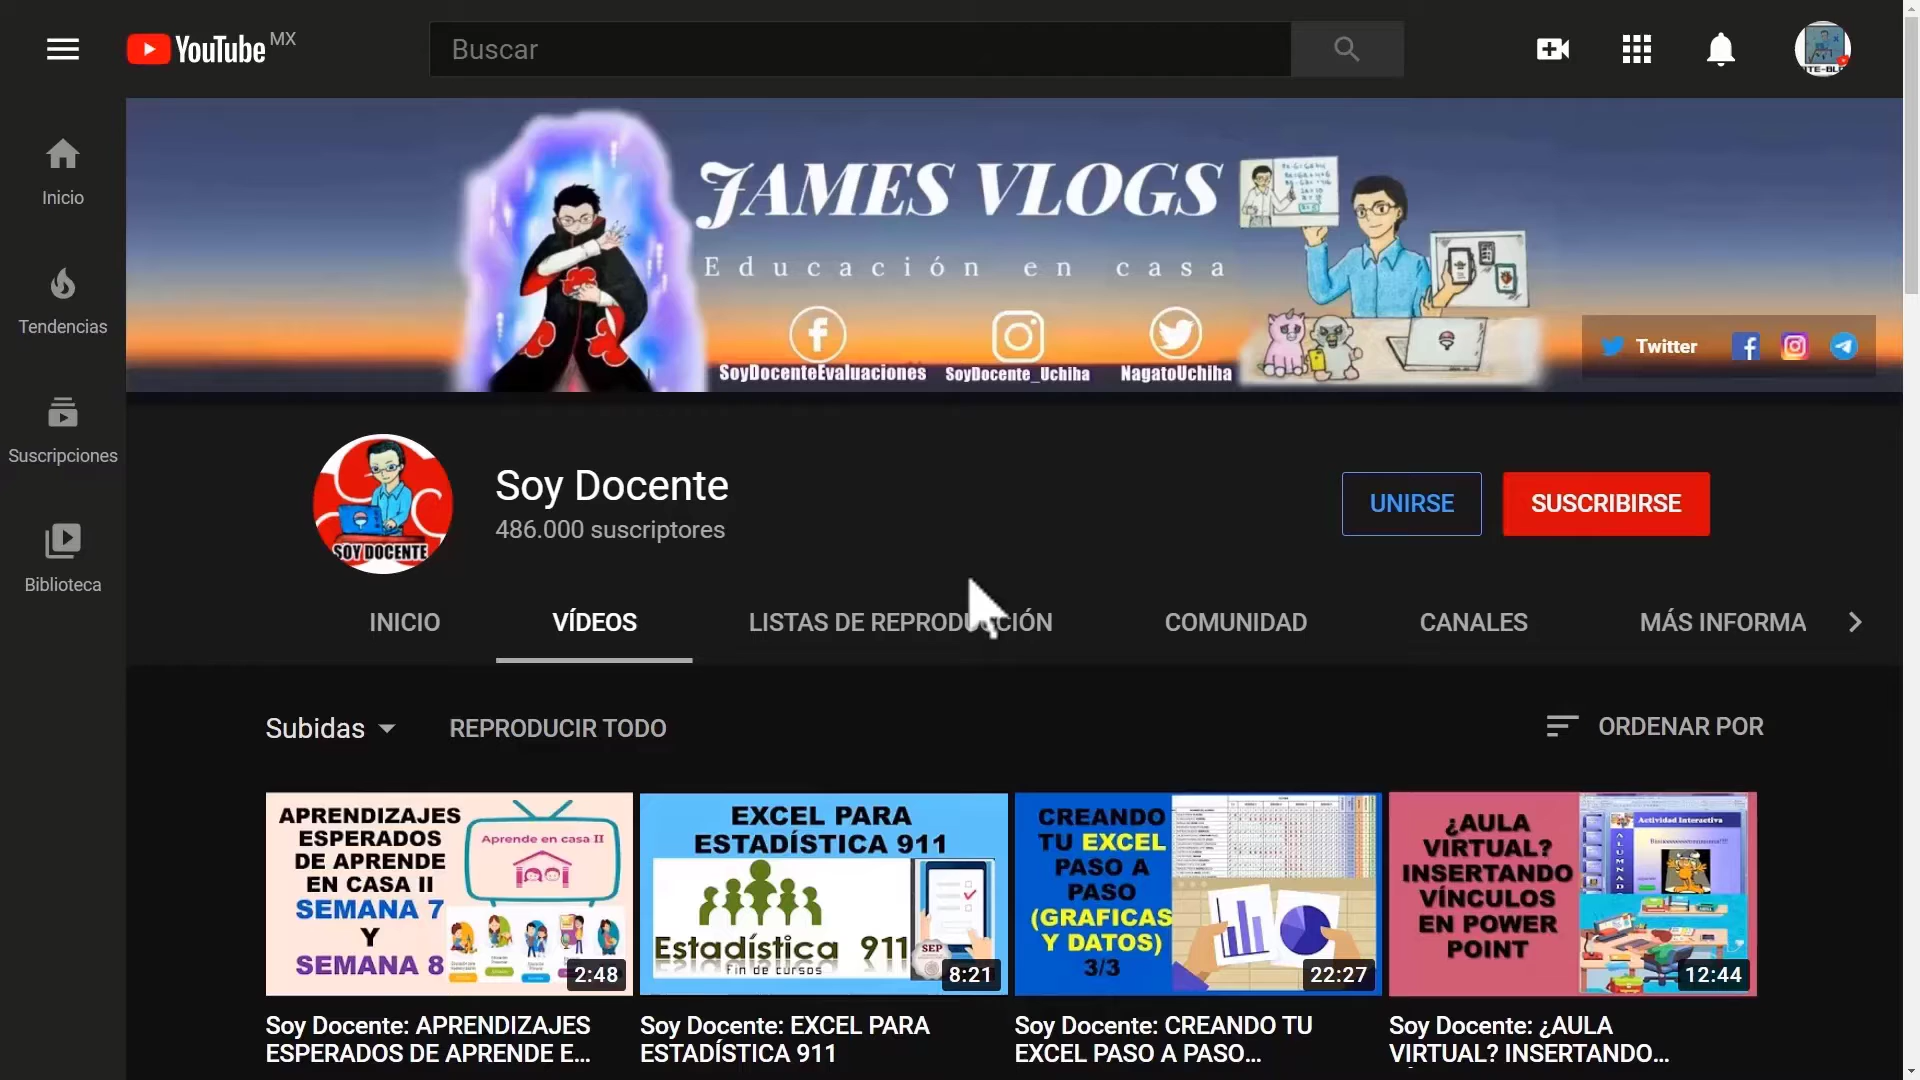 YouTube MX
Buscar
Inicio
Tendencias
Suscripciones
Biblioteca
JAMES VLOGS
Educación en casa
SoyDocenteEvaluaciones
SoyDocente_Uchiha
NagatoUchiha
Twitter
SOY DOCENTE
Soy Docente
486.000 suscriptores
UNIRSE
SUSCRIBIRSE
INICIO
VÍDEOS
LISTAS DE REPRODUCCIÓN
COMUNIDAD
CANALES
MÁS INFORMA
Subidas
REPRODUCIR TODO
ORDENAR POR
APRENDIZAJES
ESPERADOS
DE APRENDE
EN CASA II
SEMANA 7
Y
SEMANA 8
Aprende en casa II
2:48
EXCEL PARA
ESTADÍSTICA 911
Estadística 911
Fin de cursos
SEP
8:21
CREANDO
TU EXCEL
PASO A
PASO
(GRAFICAS
Y DATOS)
3/3
22:27
¿AULA
VIRTUAL?
INSERTANDO
VÍNCULOS
EN POWER
POINT
Actividad Interactiva
12:44
Soy Docente: APRENDIZAJES
ESPERADOS DE APRENDE E...
Soy Docente: EXCEL PARA
ESTADÍSTICA 911
Soy Docente: CREANDO TU
EXCEL PASO A PASO...
Soy Docente: ¿AULA
VIRTUAL? INSERTANDO...